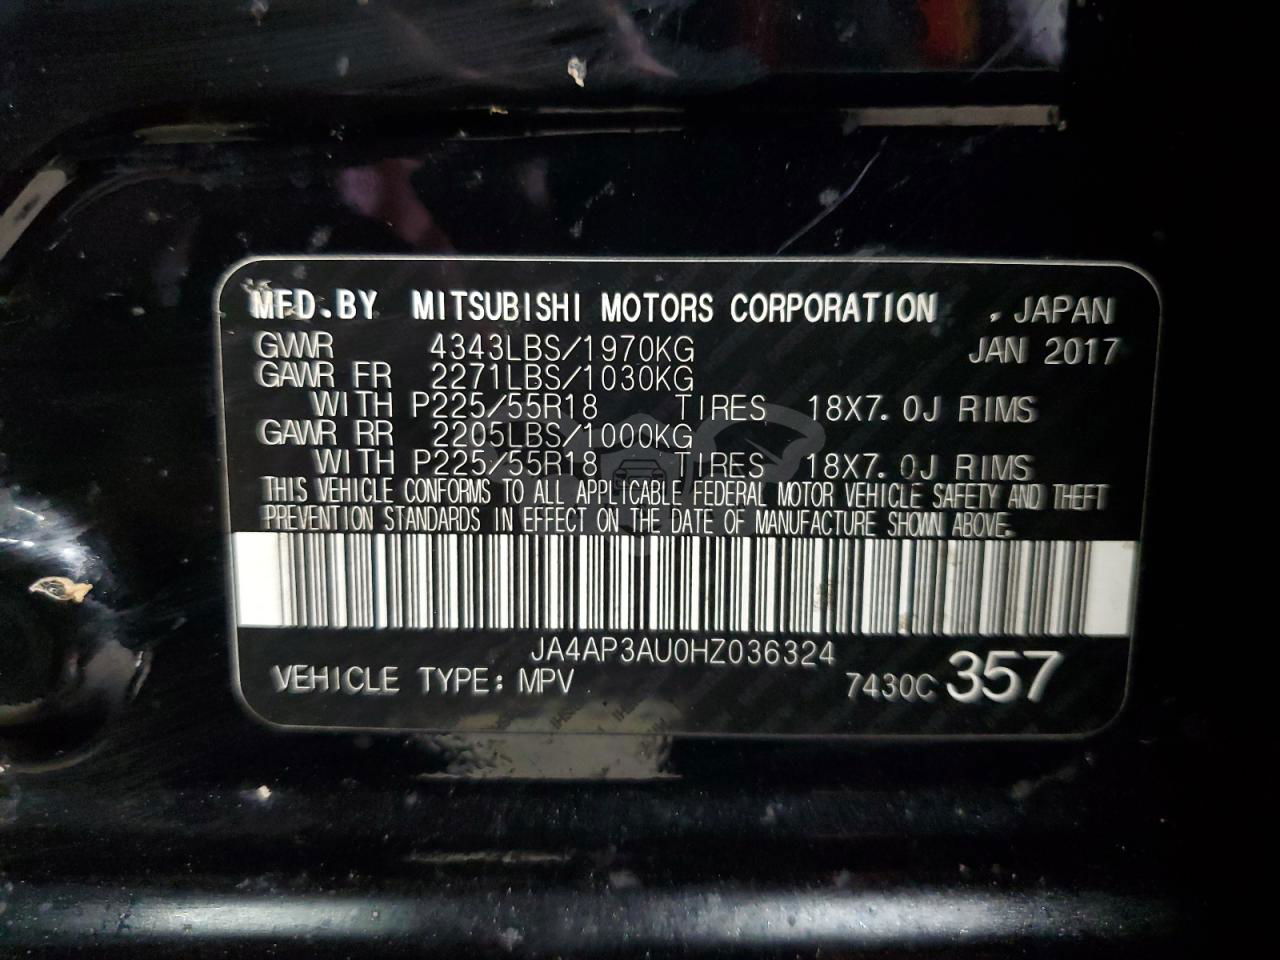 MFD.BY MITSUBISHI MOTORS CORPORATION , JAPAN
GVWR 4343LBS/1970KG JAN 2017
GAWR FR 2271LBS/1030KG
WITH P225/55R18 TIRES 18X7.0J RIMS
GAWR RR 2205LBS/1000KG
WITH P225/55R18 TIRES 18X7.0J RIMS
THIS VEHICLE CONFORMS TO ALL APPLICABLE FEDERAL MOTOR VEHICLE SAFETY AND THEFT
PREVENTION STANDARDS IN EFFECT ON THE DATE OF MANUFACTURE SHOWN ABOVE.
JA4AP3AU0HZ036324
VEHICLE TYPE: MPV 7430C 357